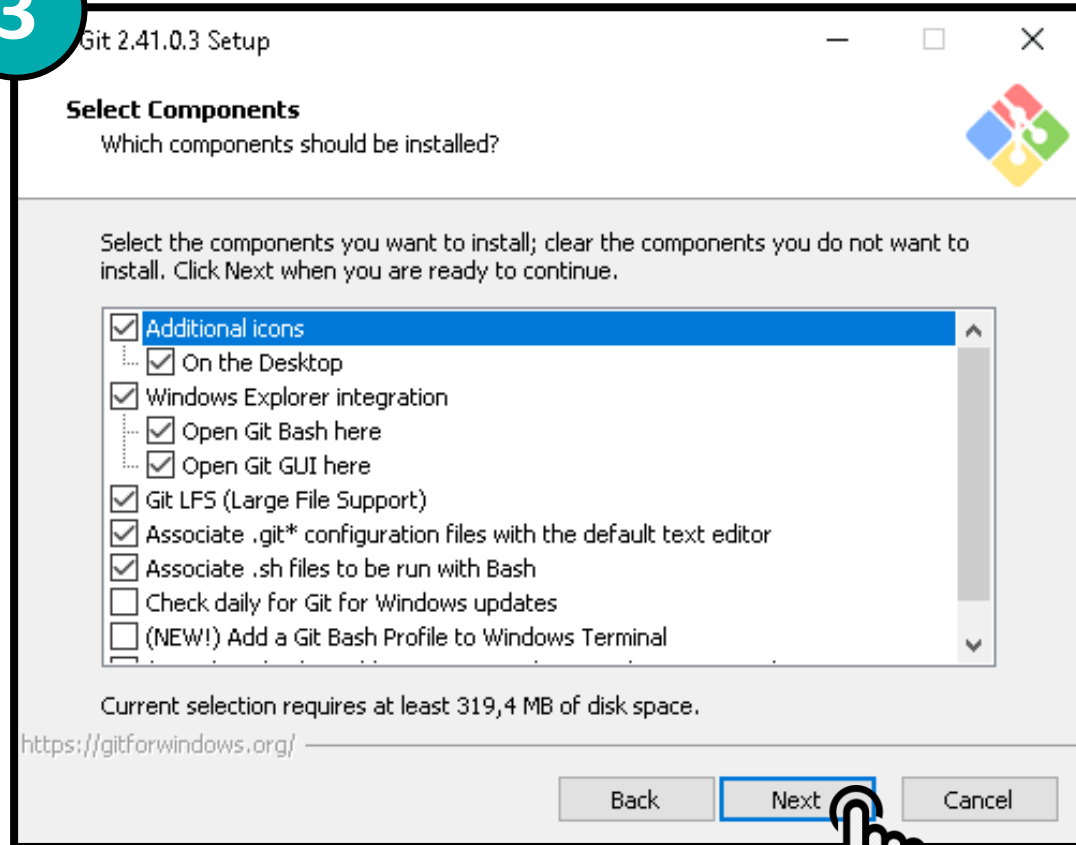 3
Git 2.41.0.3 Setup
Select Components
Which components should be installed?
Select the components you want to install; clear the components you do not want to
install. Click Next when you are ready to continue.
Additional icons
On the Desktop
Windows Explorer integration
Open Git Bash here
Open Git GUI here
Git LFS (Large File Support)
Associate .git* configuration files with the default text editor
Associate .sh files to be run with Bash
Check daily for Git for Windows updates
(NEW!) Add a Git Bash Profile to Windows Terminal
Current selection requires at least 319,4 MB of disk space.
https://gitforwindows.org/
Back Next Cancel